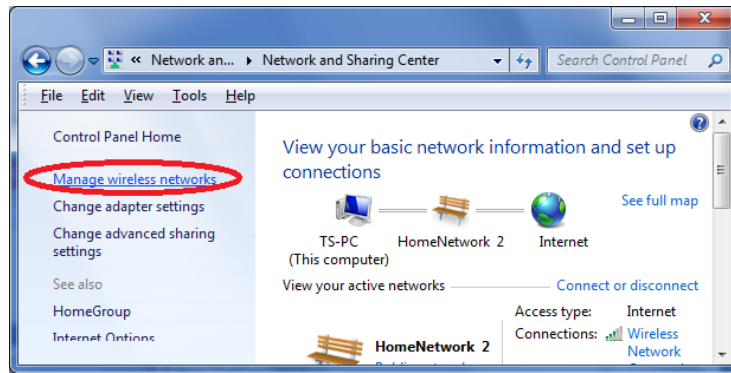 « Network an... ▸ Network and Sharing Center
Search Control Panel
File Edit View Tools Help
Control Panel Home
Manage wireless networks
Change adapter settings
Change advanced sharing
settings
See also
HomeGroup
Internet Options
View your basic network information and set up
connections
See full map
TS-PC
(This computer)
HomeNetwork 2
Internet
View your active networks
Connect or disconnect
HomeNetwork 2
Access type: Internet
Connections: Wireless
Network